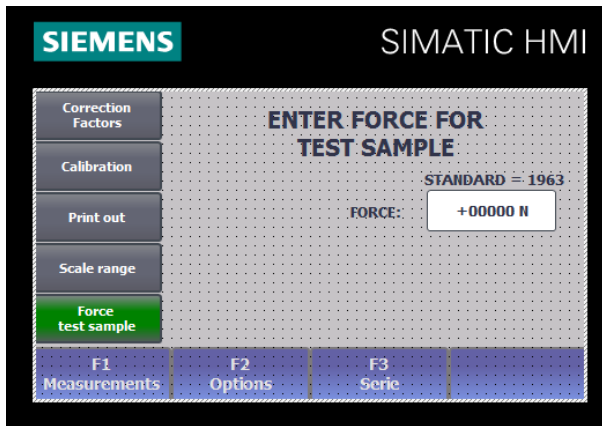 SIEMENS
SIMATIC HMI
Correction
Factors
Calibration
Print out
Scale range
Force
test sample
ENTER FORCE FOR
TEST SAMPLE
STANDARD = 1963
FORCE:
+00000 N
F1
Measurements
F2
Options
F3
Serie